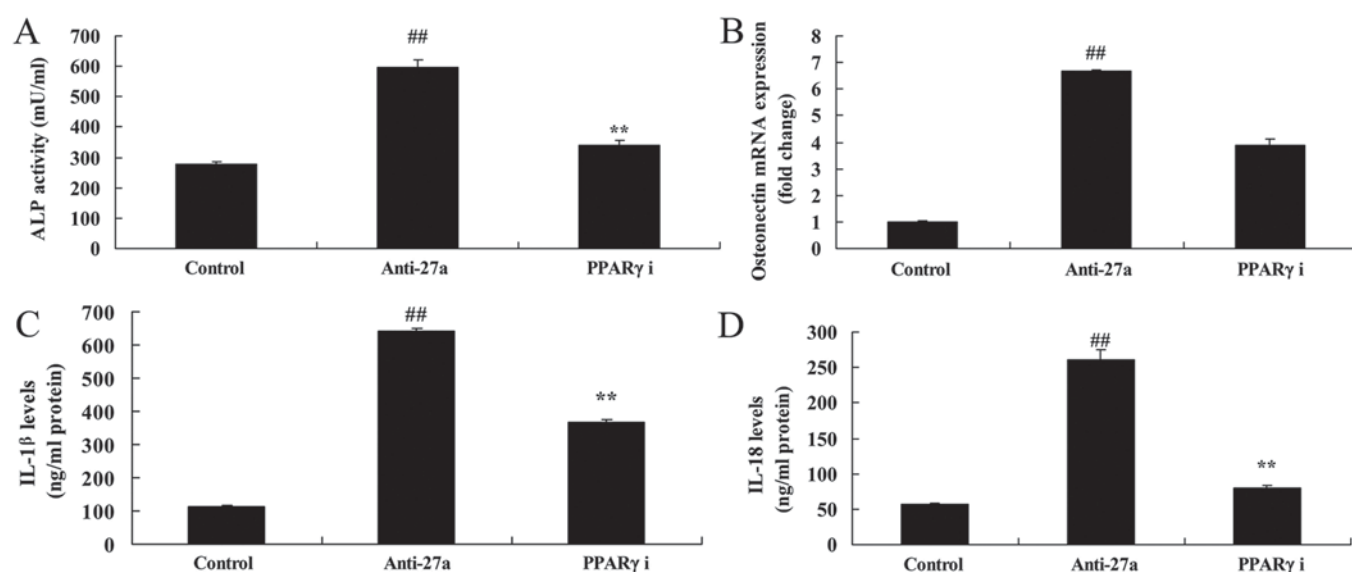 A
ALP activity (mU/ml)
700
600
500
400
300
200
100
0
##
**
Control
Anti-27a
PPARγ i
B
Osteonectin mRNA expression
(fold change)
8
7
6
5
4
3
2
1
0
##
Control
Anti-27a
PPARγ i
C
IL-1β levels
(ng/ml protein)
700
600
500
400
300
200
100
0
##
**
Control
Anti-27a
PPARγ i
D
IL-18 levels
(ng/ml protein)
300
250
200
150
100
50
0
##
**
Control
Anti-27a
PPARγ i